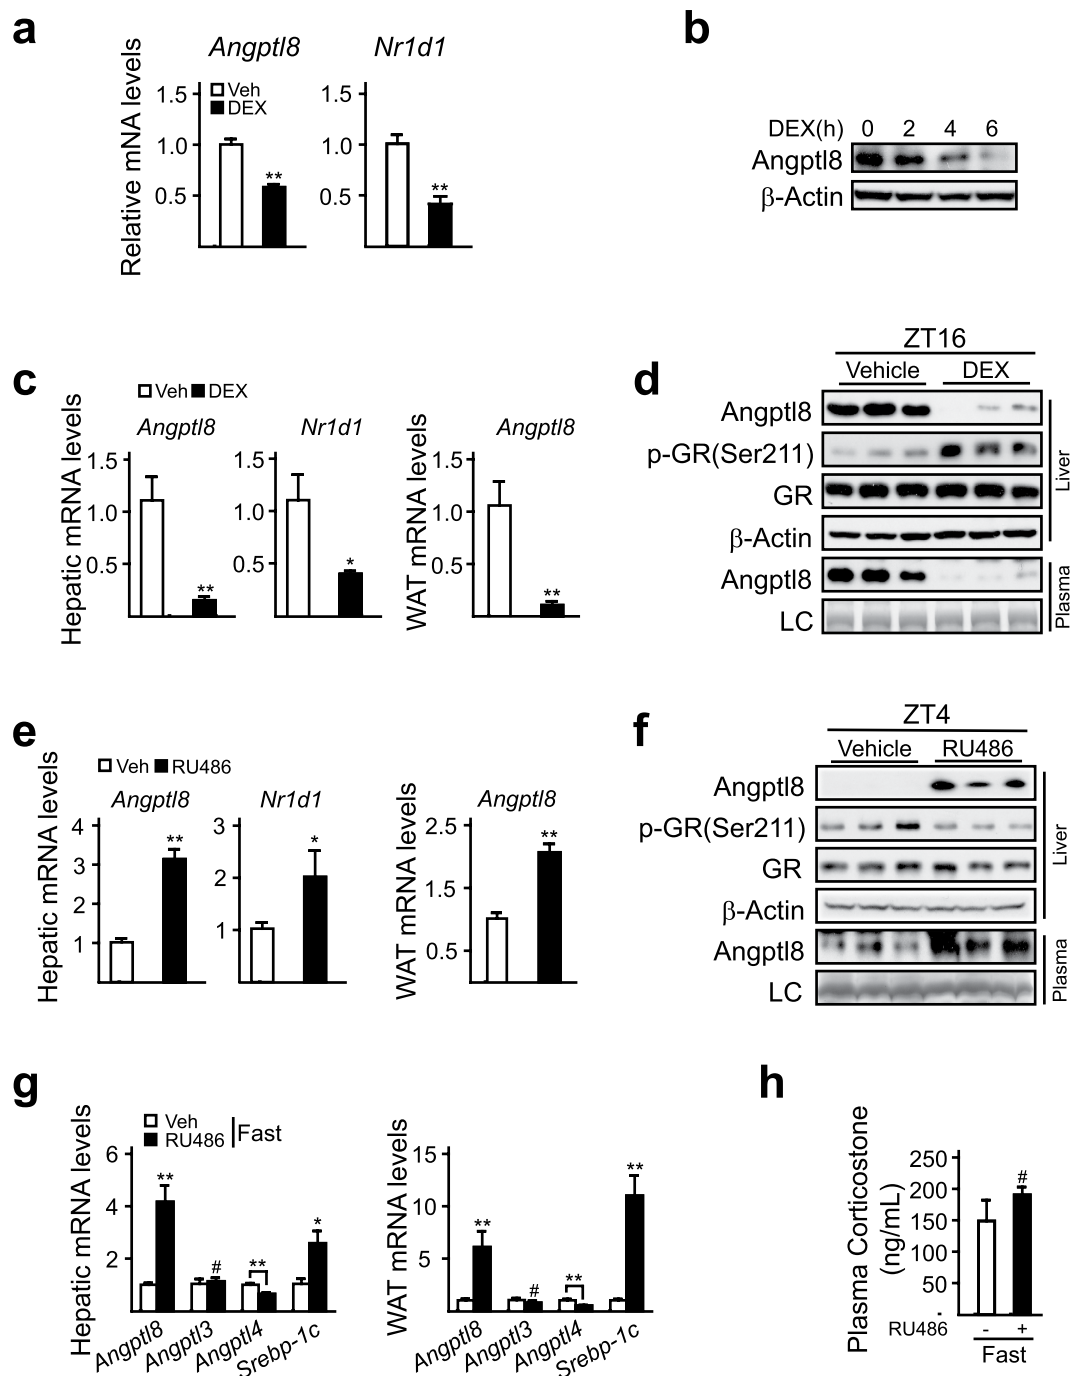 a
Angptl8 Nr1d1
Relative mNA levels
Veh
DEX
1.5
1.0
0.5
**
1.5
1.0
0.5
**
b
DEX(h) 0 2 4 6
Angptl8
β-Actin
c
Veh DEX
Hepatic mRNA levels
Angptl8 Nr1d1
1.5
1.0
0.5
**
1.5
1.0
0.5
*
WAT mRNA levels
Angptl8
1.5
1.0
0.5
**
d
ZT16
Vehicle DEX
Angptl8
p-GR(Ser211)
GR
β-Actin
Angptl8
LC
Liver
Plasma
e
Veh RU486
Hepatic mRNA levels
Angptl8 Nr1d1
4
3
2
1
**
3
2
1
*
WAT mRNA levels
Angptl8
2.5
1.5
0.5
**
f
ZT4
Vehicle RU486
Angptl8
p-GR(Ser211)
GR
β-Actin
Angptl8
LC
Liver
Plasma
g
Veh
RU486
Fast
Hepatic mRNA levels
6
4
2
** # ** *
Angptl8 Angptl3 Angptl4 Srebp-1c
WAT mRNA levels
15
10
5
** # ** **
Angptl8 Angptl3 Angptl4 Srebp-1c
h
Plasma Corticostone
(ng/mL)
250
200
150
100
50
-
#
RU486 - +
Fast